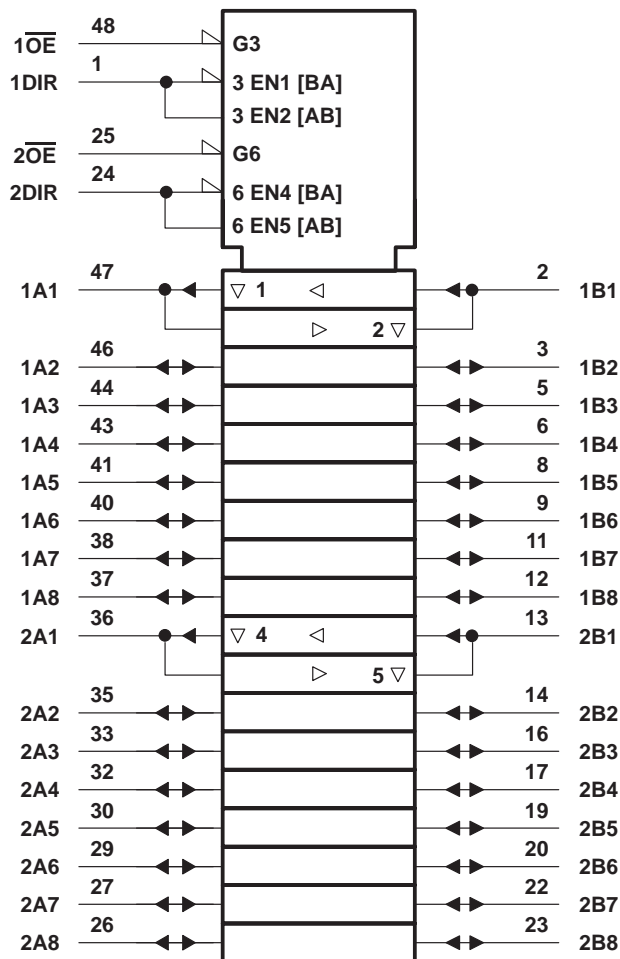 1OE 48 G3
1DIR 1 3 EN1 [BA]
3 EN2 [AB]
2OE 25 G6
2DIR 24 6 EN4 [BA]
6 EN5 [AB]
1A1 47 1 2 1B1
2
1A2 46 3 1B2
1A3 44 5 1B3
1A4 43 6 1B4
1A5 41 8 1B5
1A6 40 9 1B6
1A7 38 11 1B7
1A8 37 12 1B8
2A1 36 4 13 2B1
5
2A2 35 14 2B2
2A3 33 16 2B3
2A4 32 17 2B4
2A5 30 19 2B5
2A6 29 20 2B6
2A7 27 22 2B7
2A8 26 23 2B8